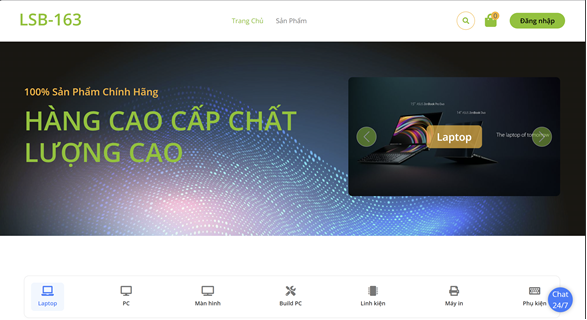 LSB-163
Trang Chủ
Sản Phẩm
0
Đăng nhập
100% Sản Phẩm Chính Hãng
HÀNG CAO CẤP CHẤT
LƯỢNG CAO
Laptop
The laptop of tomorrow
Laptop
PC
Màn hình
Build PC
Linh kiện
Máy in
Phụ kiện
Chat
24/7